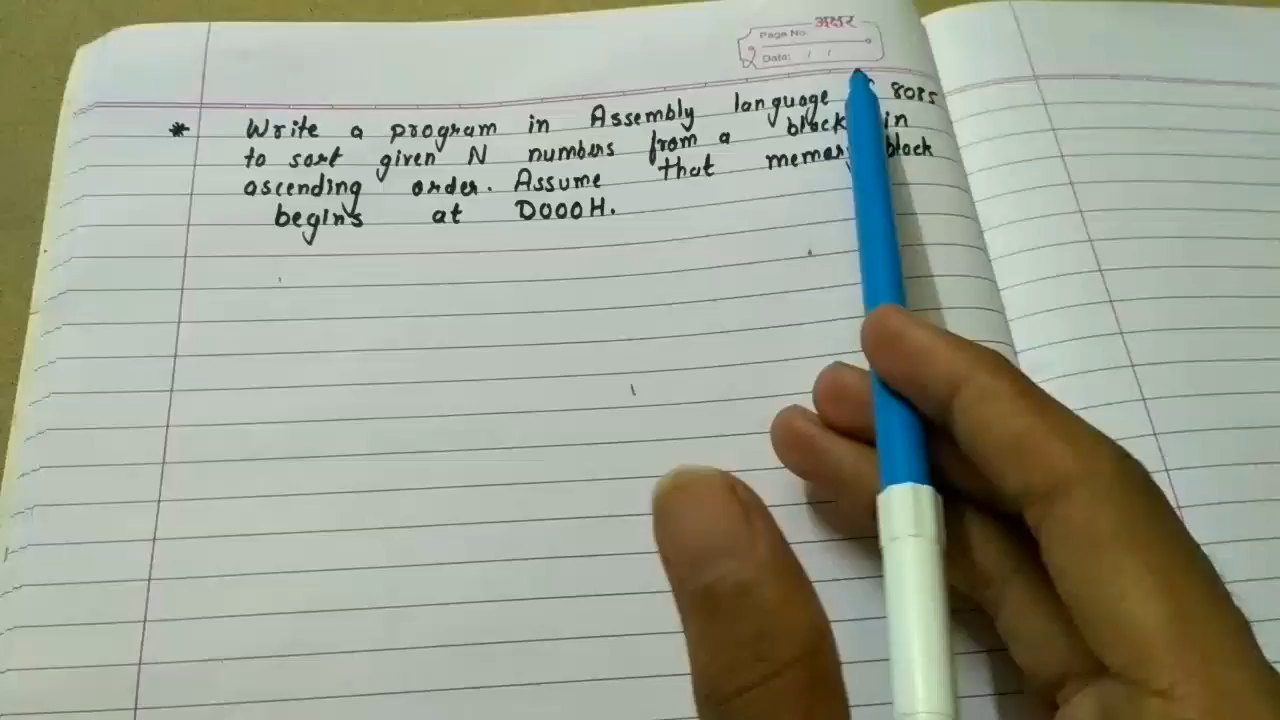 अक्षर
Page No.
Date: / /
* Write a program in Assembly language 8085
to sort given N numbers from a block in
ascending order. Assume that memory block
begins at D000H.